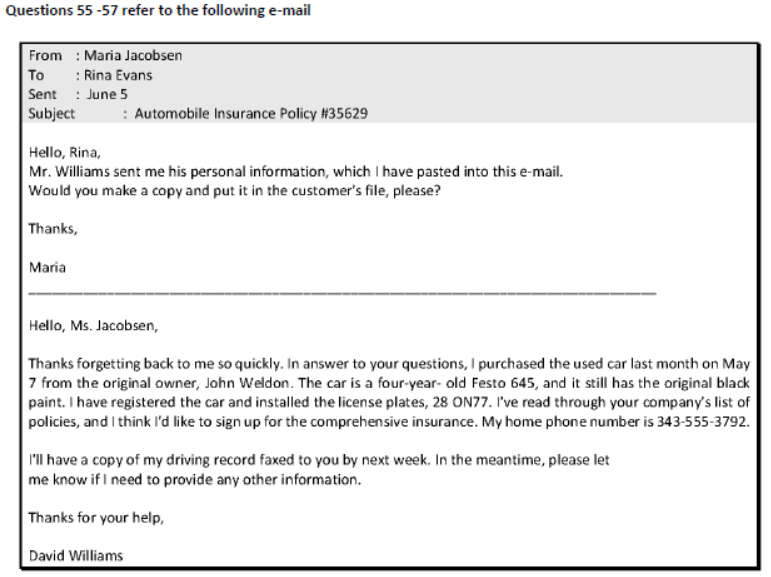 Questions 55 -57 refer to the following e-mail
From : Maria Jacobsen
To : Rina Evans
Sent : June 5
Subject : Automobile Insurance Policy #35629
Hello, Rina,
Mr. Williams sent me his personal information, which I have pasted into this e-mail.
Would you make a copy and put it in the customer's file, please?
Thanks,
Maria
Hello, Ms. Jacobsen,
Thanks forgetting back to me so quickly. In answer to your questions, I purchased the used car last month on May
7 from the original owner, John Weldon. The car is a four-year- old Festo 645, and it still has the original black
paint. I have registered the car and installed the license plates, 28 ON77. I've read through your company's list of
policies, and I think I'd like to sign up for the comprehensive insurance. My home phone number is 343-555-3792.
I'll have a copy of my driving record faxed to you by next week. In the meantime, please let
me know if I need to provide any other information.
Thanks for your help,
David Williams